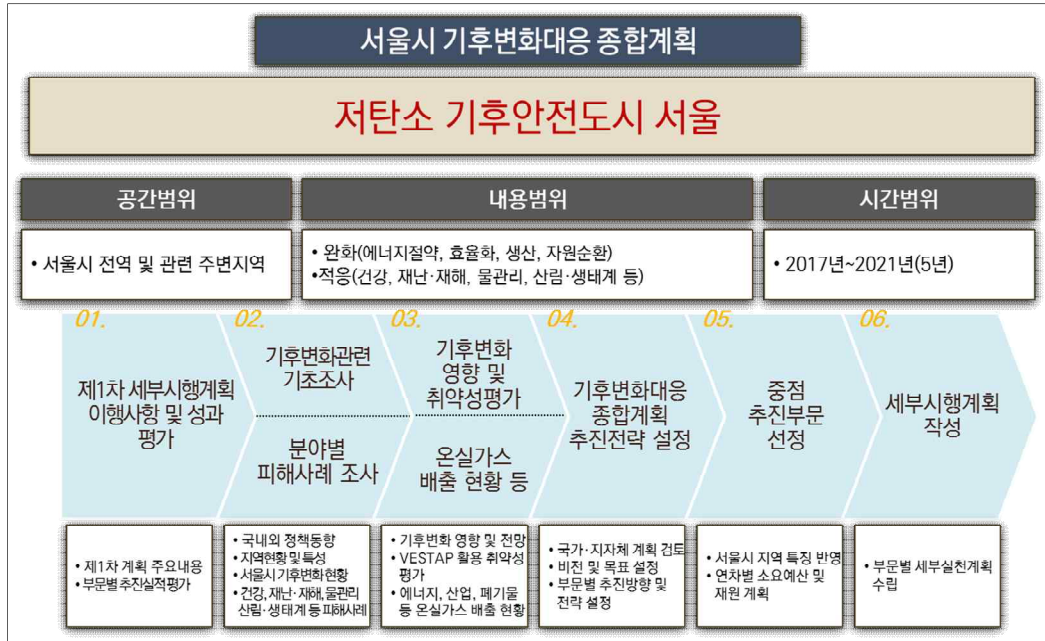 서울시 기후변화대응 종합계획
저탄소 기후안전도시 서울
공간범위
내용범위
시간범위
• 서울시 전역 및 관련 주변지역
• 완화(에너지절약, 효율화, 생산, 자원순환)
•적응(건강, 재난·재해, 물관리, 산림·생태계 등)
• 2017년~2021년(5년)
01.
제1차 세부시행계획
이행사항 및 성과
평가
02.
기후변화관련
기초조사
분야별
피해사례 조사
03.
기후변화
영향 및
취약성평가
온실가스
배출 현황 등
04.
기후변화대응
종합계획
추진전략 설정
05.
중점
추진부문
선정
06.
세부시행계획
작성
• 제1차 계획 주요내용
• 부문별 추진실적평가
• 국내외 정책동향
• 지역현황 및 특성
• 서울시 기후변화 현황
• 건강, 재난·재해, 물관리
산림·생태계 등 피해사례
• 기후변화 영향 및 전망
• VESTAP 활용 취약성
평가
• 에너지, 산업, 폐기물
등 온실가스 배출 현황
• 국가·지자체 계획 검토
• 비전 및 목표 설정
• 부문별 추진방향 및
전략 설정
• 서울시 지역 특징 반영
• 연차별 소요예산 및
재원 계획
• 부문별 세부실천계획
수립